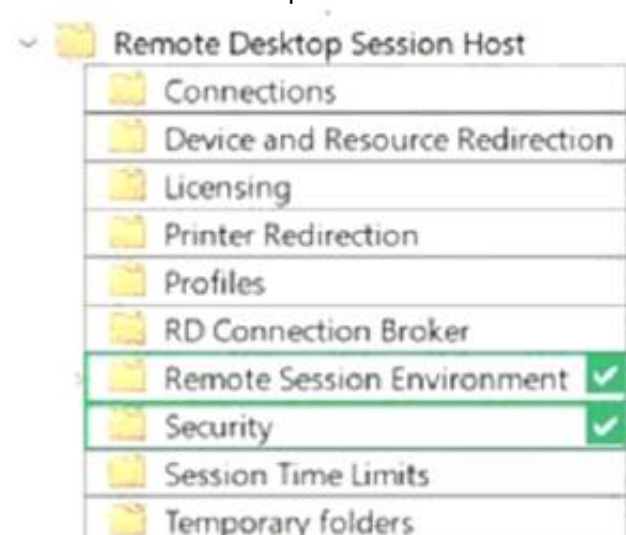 Remote Desktop Session Host
Connections
Device and Resource Redirection
Licensing
Printer Redirection
Profiles
RD Connection Broker
Remote Session Environment
Security
Session Time Limits
Temporary folders